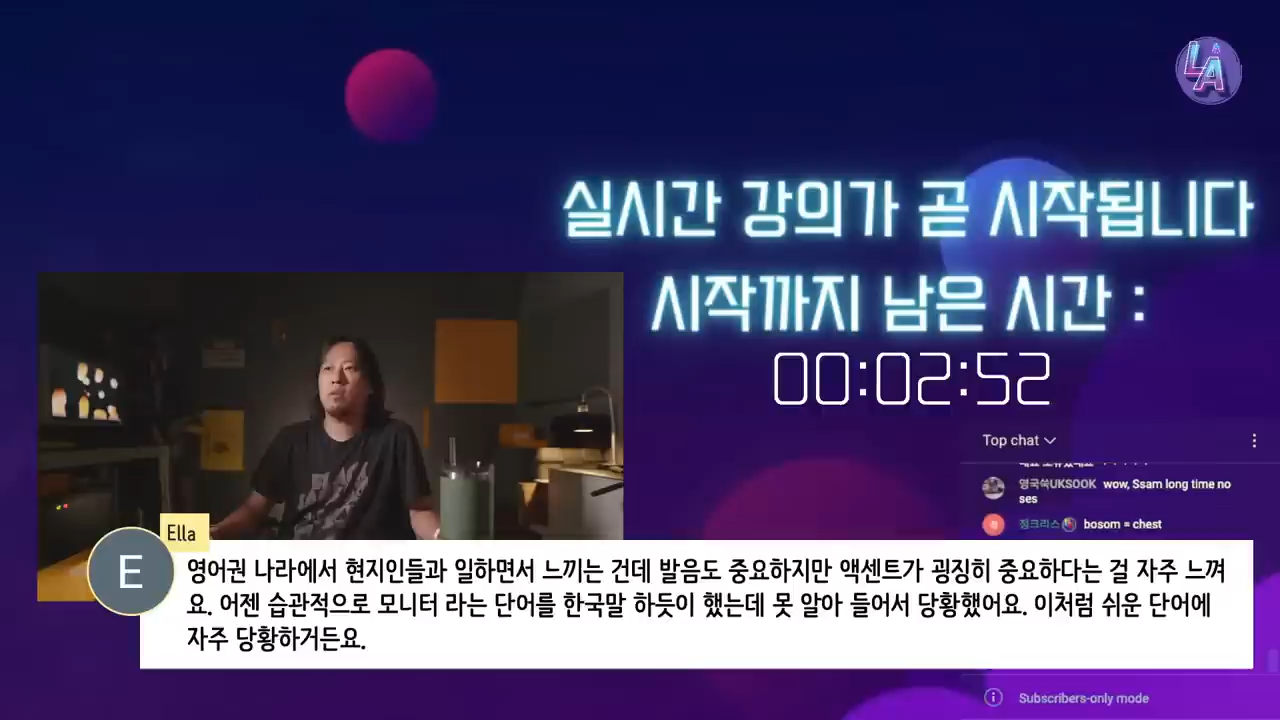 LA
실시간 강의가 곧 시작됩니다
시작까지 남은 시간 :
00:02:52
Top chat
영국쑥UKSOOK wow, Ssam long time no
ses
정크리스 bosom = chest
Ella
E
영어권 나라에서 현지인들과 일하면서 느끼는 건데 발음도 중요하지만 액센트가 굉징히 중요하다는 걸 자주 느껴
요. 어젠 습관적으로 모니터 라는 단어를 한국말 하듯이 했는데 못 알아 들어서 당황했어요. 이처럼 쉬운 단어에
자주 당황하거든요.
Subscribers-only mode